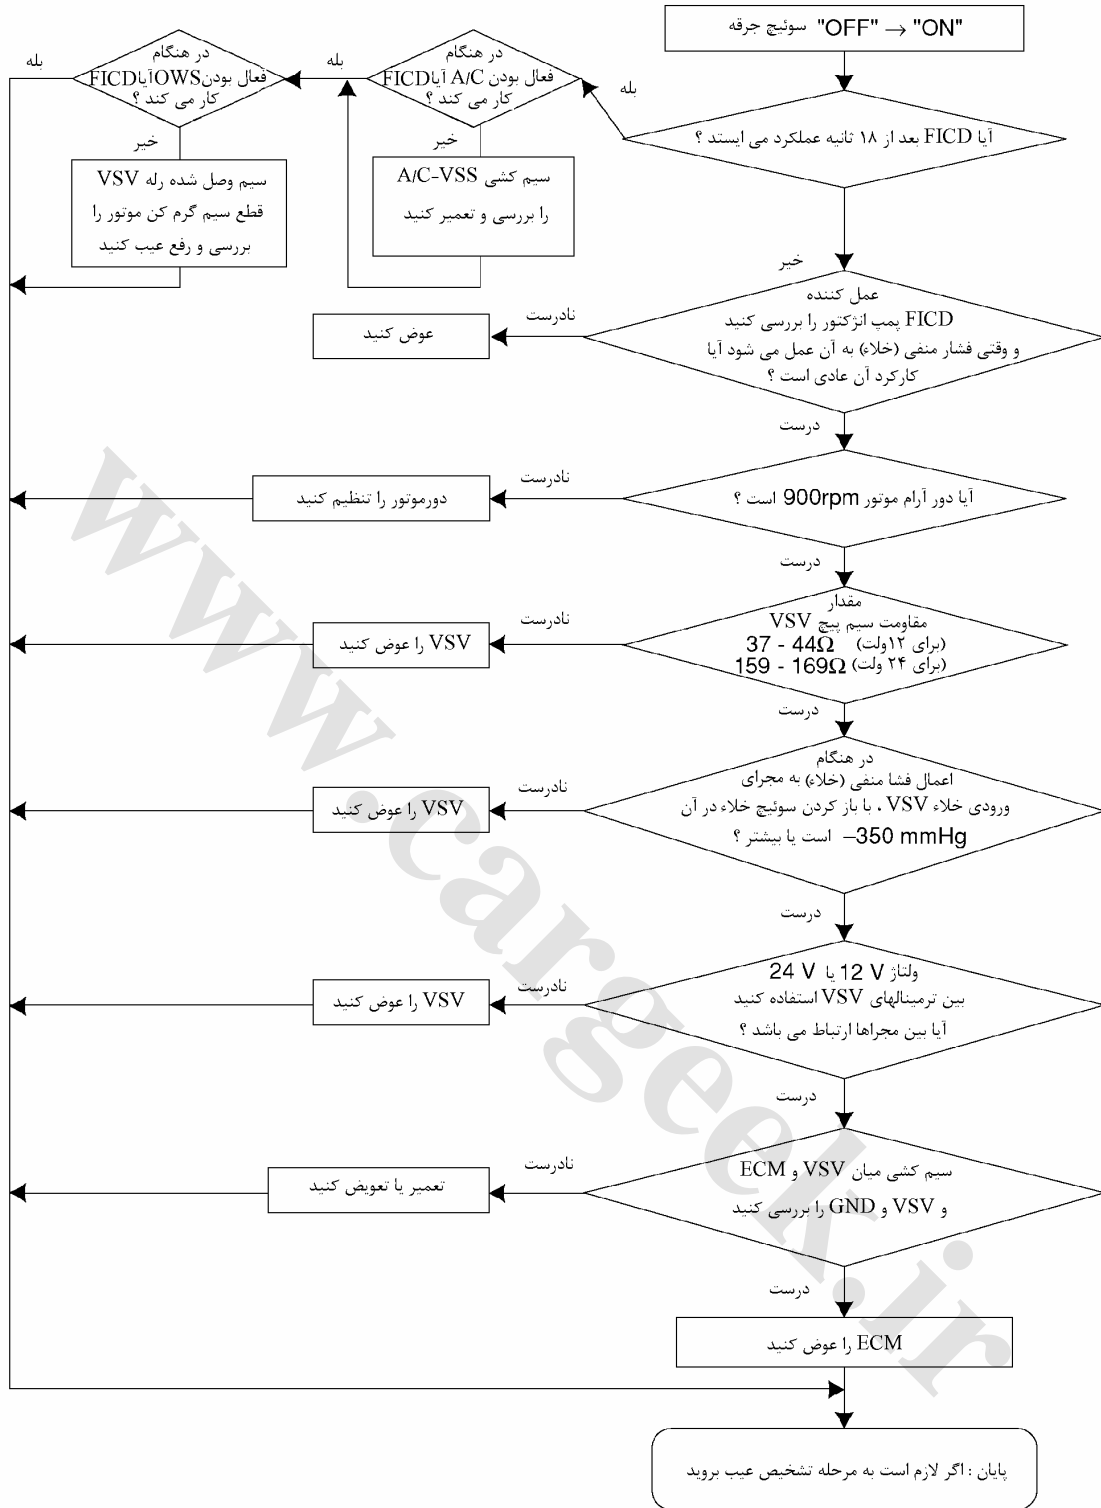 سوئیچ جرقه "OFF" → "ON"
آیا FICD بعد از ۱۸ ثانیه عملکرد می ایستد ؟
بله
در هنگام
فعال بودن A/C آیا FICD
کار می کند ؟
بله
در هنگام
فعال بودن OWS آیا FICD
کار می کند ؟
بله
خیر
سیم کشی A/C-VSS
را بررسی و تعمیر کنید
خیر
سیم وصل شده رله VSV
قطع سیم گرم کن موتور را
بررسی و رفع عیب کنید
خیر
عمل کننده
FICD پمپ انژکتور را بررسی کنید
و وقتی فشار منفی (خلاء) به آن عمل می شود آیا
کارکرد آن عادی است ؟
نادرست
عوض کنید
درست
آیا دور آرام موتور 900rpm است ؟
نادرست
دورموتور را تنظیم کنید
درست
مقدار
مقاومت سیم پیچ VSV
(برای ۱۲ولت) 37 - 44Ω
(برای ۲۴ ولت) 159 - 169Ω
نادرست
VSV را عوض کنید
درست
در هنگام
اعمال فشا منفی (خلاء) به مجرای
ورودی خلاء VSV ، با باز کردن سوئیچ خلاء در آن
–350 mmHg است یا بیشتر ؟
نادرست
VSV را عوض کنید
درست
ولتاژ 12 V یا 24 V
بین ترمینالهای VSV استفاده کنید
آیا بین مجراها ارتباط می باشد ؟
نادرست
VSV را عوض کنید
درست
سیم کشی میان VSV و ECM
و VSV و GND را بررسی کنید
نادرست
تعمیر یا تعویض کنید
درست
ECM را عوض کنید
پایان : اگر لازم است به مرحله تشخیص عیب بروید
www.cargeek.ir